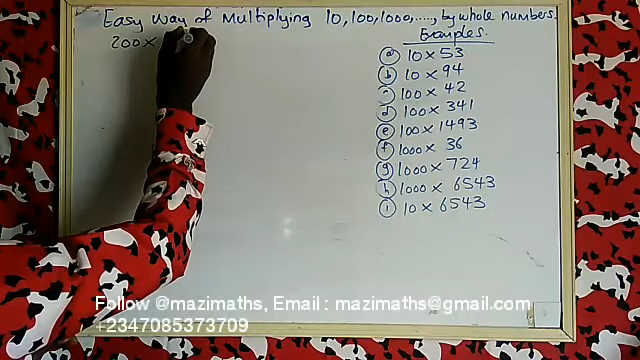 Easy way of Multiplying 10, 100, 1000, ....., by whole numbers.
200 ×
Examples.
a 10 × 53
b 10 × 94
c 100 × 42
d 100 × 341
e 100 × 1493
f 1000 × 36
g 1000 × 724
h 1000 × 6543
i 10 × 6543
Follow @mazimaths, Email : mazimaths@gmail.com
+2347085373709